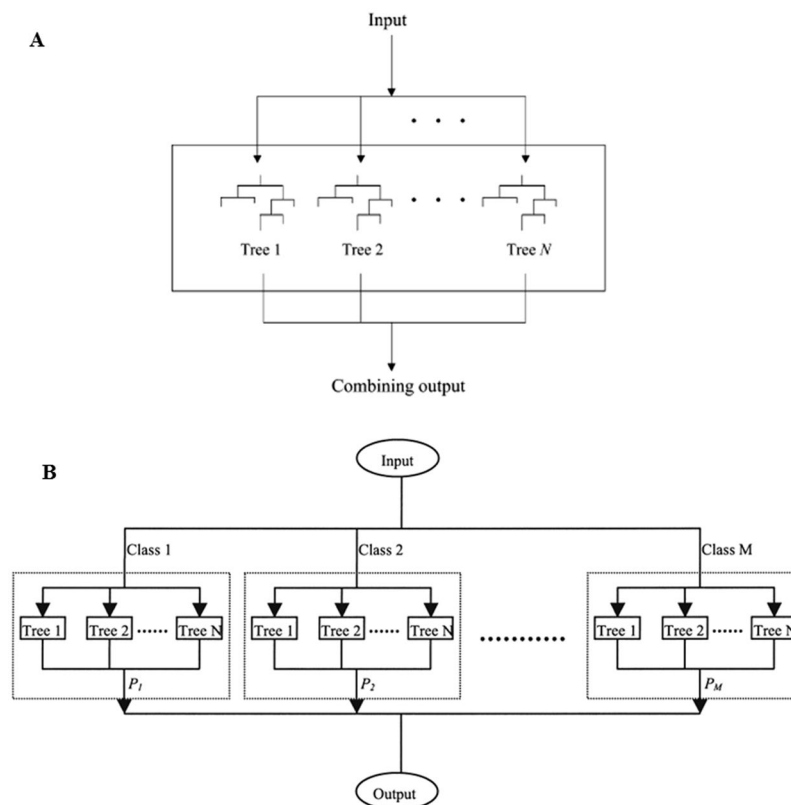 A
Input
Tree 1 Tree 2 Tree N
Combining output
B
Input
Class 1 Class 2 Class M
Tree 1 Tree 2 ...... Tree N Tree 1 Tree 2 ...... Tree N ........... Tree 1 Tree 2 ...... Tree N
P1 P2 PM
Output